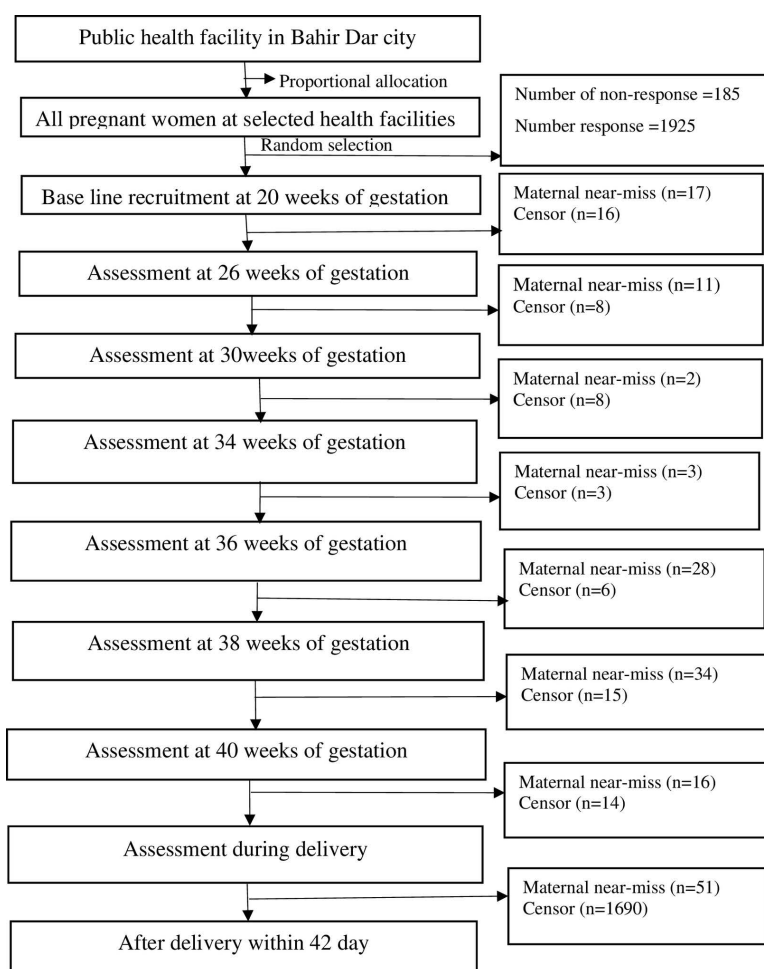 Public health facility in Bahir Dar city
Proportional allocation
All pregnant women at selected health facilities
Number of non-response =185
Number response =1925
Random selection
Base line recruitment at 20 weeks of gestation
Maternal near-miss (n=17)
Censor (n=16)
Assessment at 26 weeks of gestation
Maternal near-miss (n=11)
Censor (n=8)
Assessment at 30weeks of gestation
Maternal near-miss (n=2)
Censor (n=8)
Assessment at 34 weeks of gestation
Maternal near-miss (n=3)
Censor (n=3)
Assessment at 36 weeks of gestation
Maternal near-miss (n=28)
Censor (n=6)
Assessment at 38 weeks of gestation
Maternal near-miss (n=34)
Censor (n=15)
Assessment at 40 weeks of gestation
Maternal near-miss (n=16)
Censor (n=14)
Assessment during delivery
Maternal near-miss (n=51)
Censor (n=1690)
After delivery within 42 day